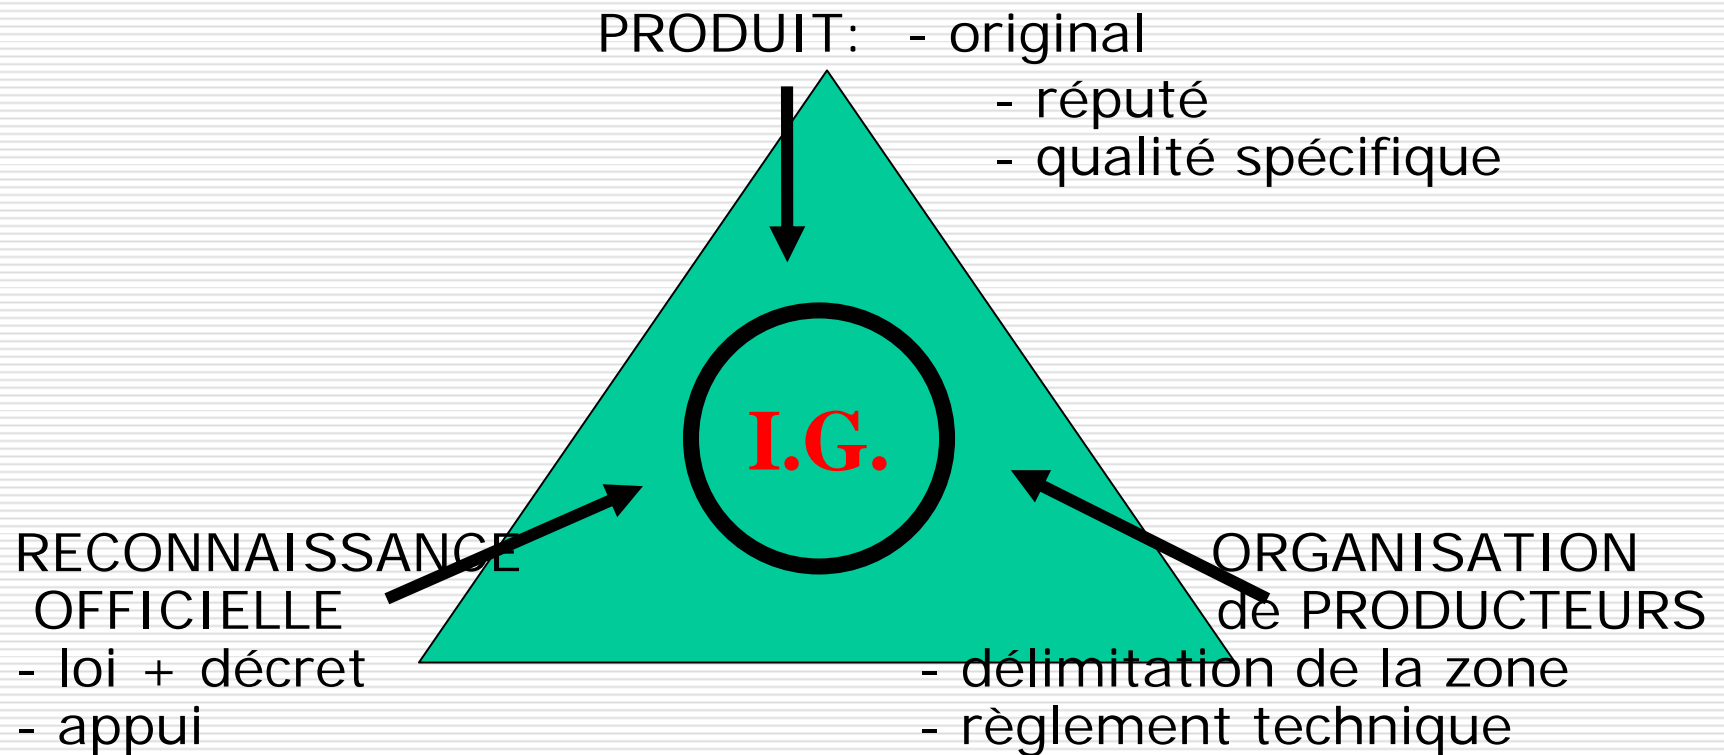 PRODUIT: - original
- réputé
- qualité spécifique
I.G.
RECONNAISSANCE
OFFICIELLE
- loi + décret
- appui
ORGANISATION
de PRODUCTEURS
- délimitation de la zone
- règlement technique